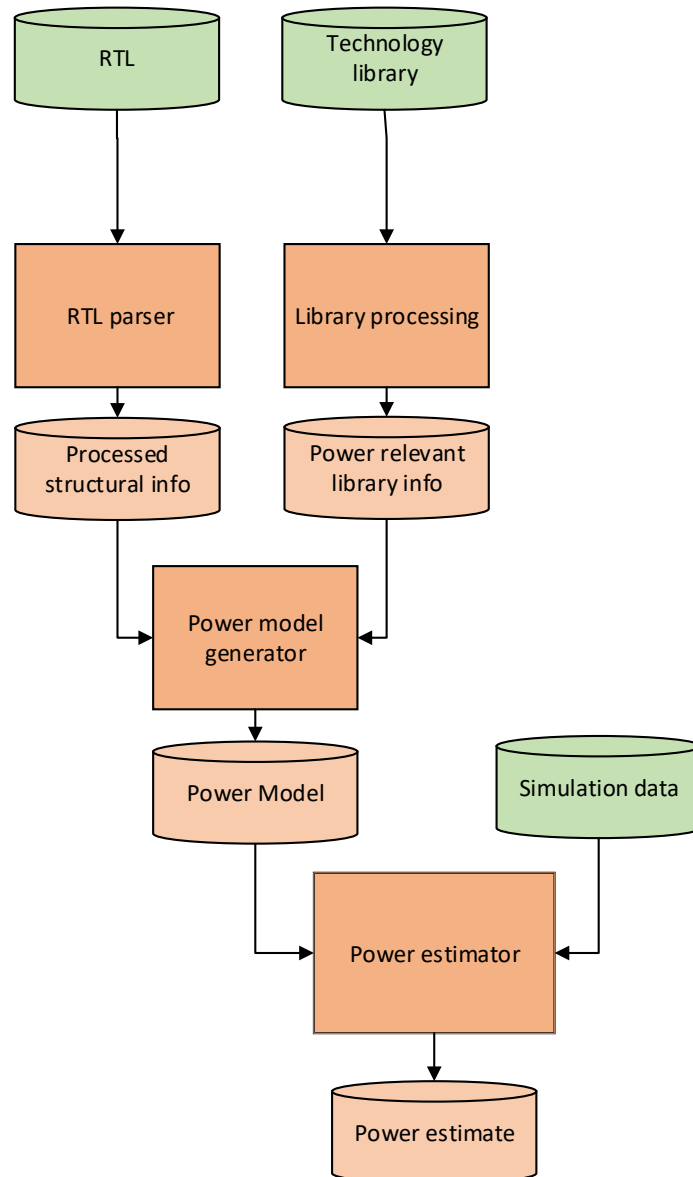 RTL
Technology
library
RTL parser
Library processing
Processed
structural info
Power relevant
library info
Power model
generator
Power Model
Simulation data
Power estimator
Power estimate